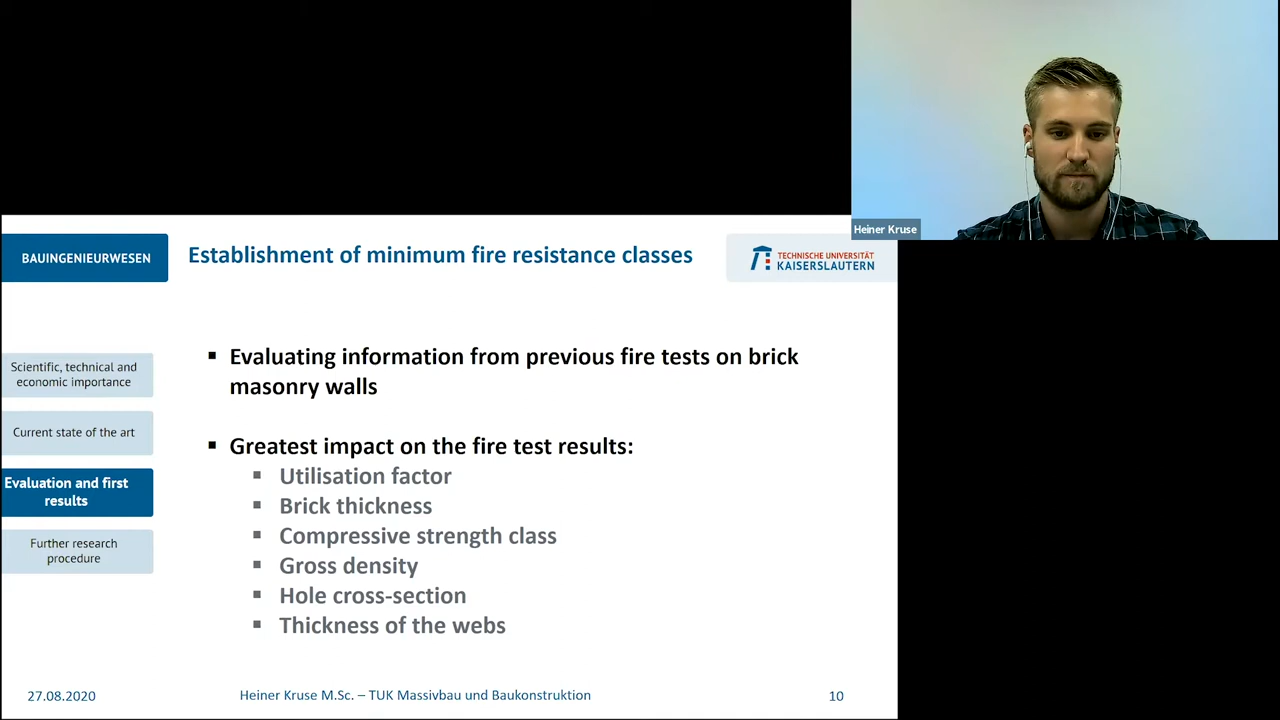 Heiner Kruse
BAUINGENIEURWESEN
Establishment of minimum fire resistance classes
TECHNISCHE UNIVERSITÄT
KAISERSLAUTERN
Scientific, technical and
economic importance
Current state of the art
Evaluation and first
results
Further research
procedure
▪ Evaluating information from previous fire tests on brick
masonry walls
▪ Greatest impact on the fire test results:
▪ Utilisation factor
▪ Brick thickness
▪ Compressive strength class
▪ Gross density
▪ Hole cross-section
▪ Thickness of the webs
27.08.2020
Heiner Kruse M.Sc. – TUK Massivbau und Baukonstruktion
10